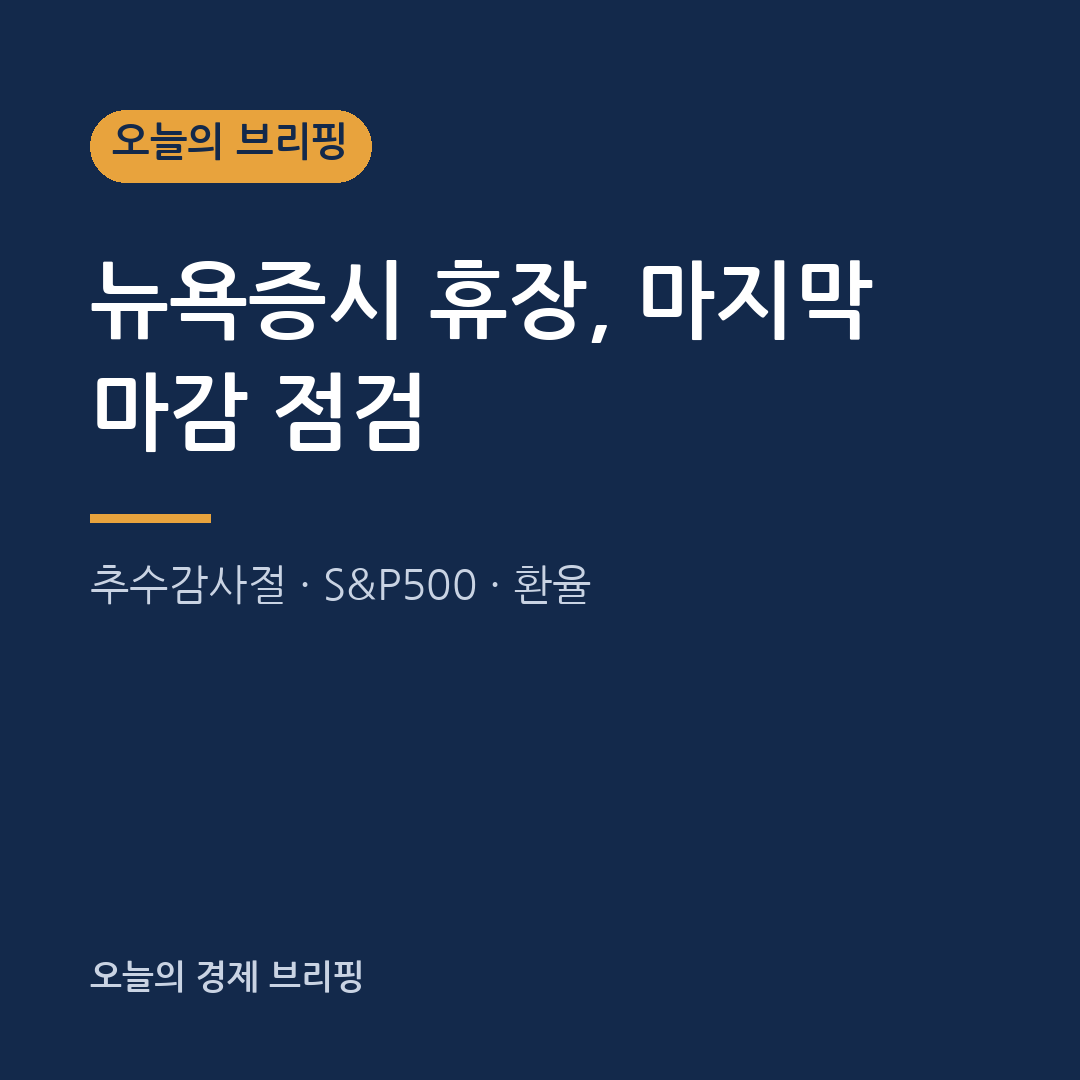 오늘의 브리핑
뉴욕증시 휴장, 마지막
마감 점검
추수감사절 · S&P500 · 환율
오늘의 경제 브리핑